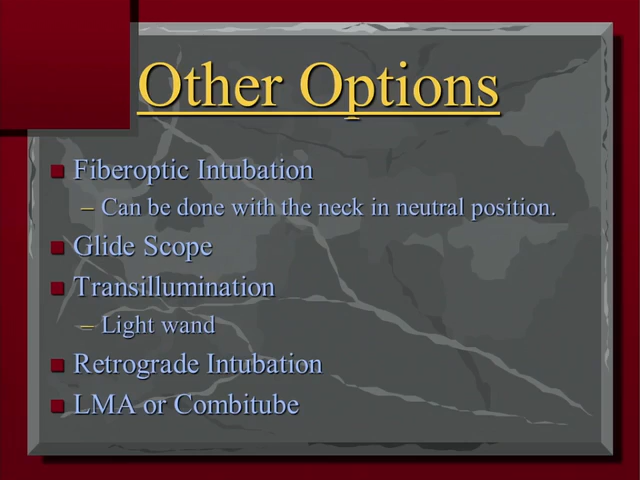 Other Options
Fiberoptic Intubation
– Can be done with the neck in neutral position.
Glide Scope
Transillumination
– Light wand
Retrograde Intubation
LMA or Combitube